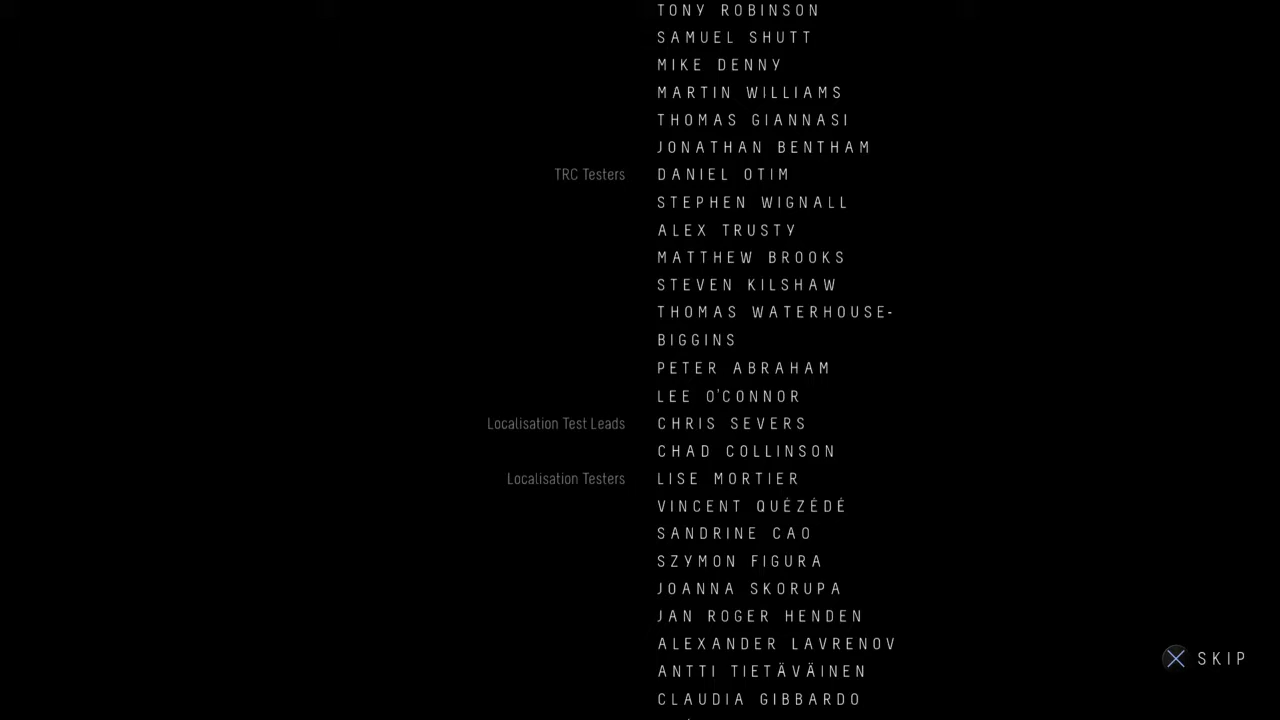 TONY ROBINSON
SAMUEL SHUTT
MIKE DENNY
MARTIN WILLIAMS
THOMAS GIANNASI
JONATHAN BENTHAM
TRC Testers DANIEL OTIM
STEPHEN WIGNALL
ALEX TRUSTY
MATTHEW BROOKS
STEVEN KILSHAW
THOMAS WATERHOUSE-
BIGGINS
PETER ABRAHAM
LEE O'CONNOR
Localisation Test Leads CHRIS SEVERS
CHAD COLLINSON
Localisation Testers LISE MORTIER
VINCENT QUÉZÉDÉ
SANDRINE CAO
SZYMON FIGURA
JOANNA SKORUPA
JAN ROGER HENDEN
ALEXANDER LAVRENOV
ANTTI TIETÄVÄINEN
CLAUDIA GIBBARDO
SKIP